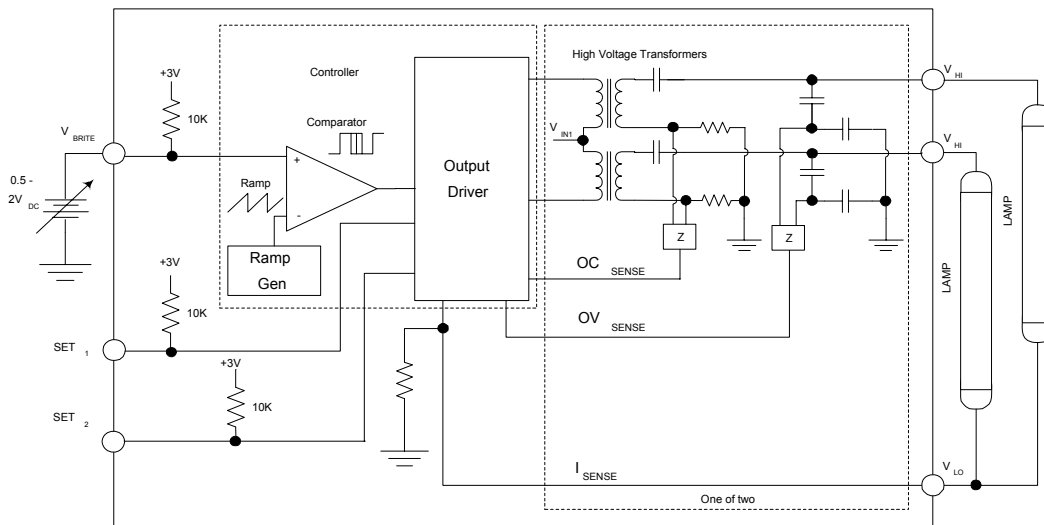 High Voltage Transformers
+3V
Controller
V HI
10K
Comparator
V BRITE
V IN1
V HI
+
Output
Driver
0.5 -
2V DC
Ramp
-
LAMP
LAMP
Z
Z
Ramp
Gen
+3V
OC SENSE
10K
OV SENSE
SET 1
+3V
10K
SET 2
I SENSE
V LO
One of two